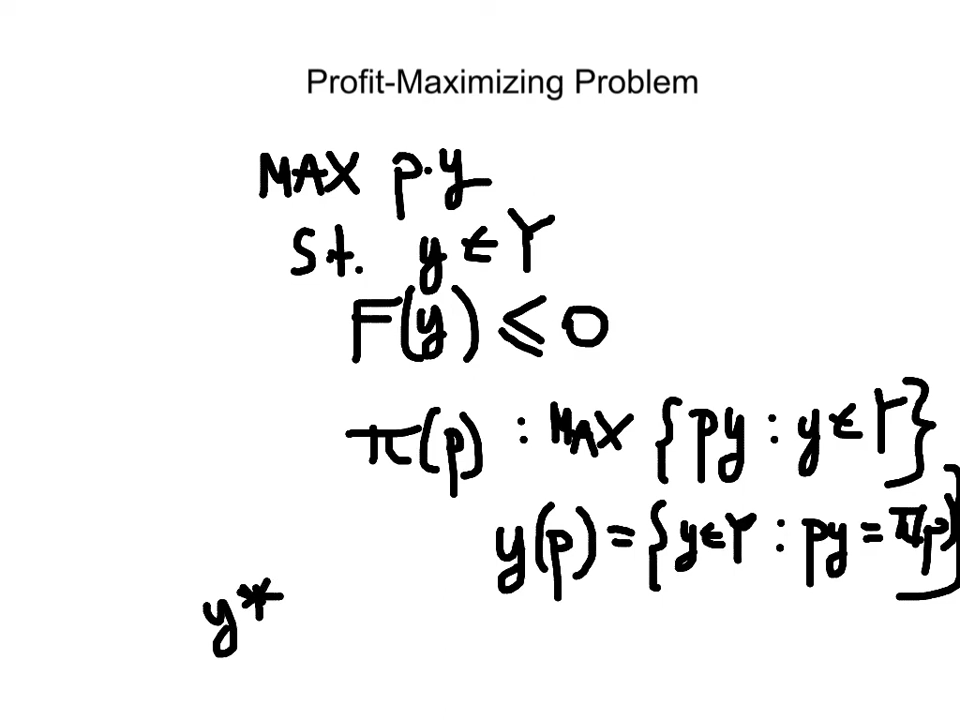 Profit-Maximizing Problem
MAX p·y
St. y ∈ Y
F(y) ⩽ 0
π(p) : MAX {py : y ∈ Y}
y(p) = {y ∈ Y : py = π(p)}
y*